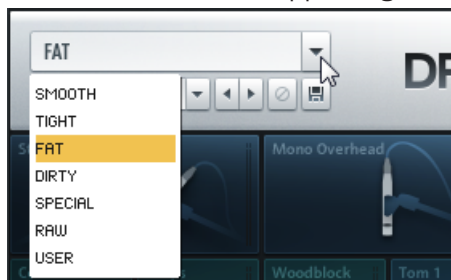 FAT
DR
SMOOTH
TIGHT
FAT
DIRTY
SPECIAL
RAW
USER
Mono Overhead
Woodblock
Tom 1